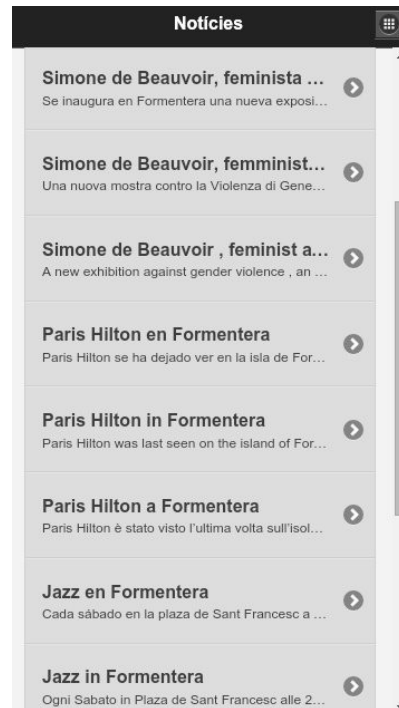 Notícies
Simone de Beauvoir, feminista ...
Se inaugura en Formentera una nueva exposi...
Simone de Beauvoir, femminist...
Una nuova mostra contro la Violenza di Gene...
Simone de Beauvoir , feminist a...
A new exhibition against gender violence , an ...
Paris Hilton en Formentera
Paris Hilton se ha dejado ver en la isla de For...
Paris Hilton in Formentera
Paris Hilton was last seen on the island of For...
Paris Hilton a Formentera
Paris Hilton è stato visto l'ultima volta sull'isol...
Jazz en Formentera
Cada sábado en la plaza de Sant Francesc a ...
Jazz in Formentera
Ogni Sabato in Plaza de Sant Francesc alle 2...